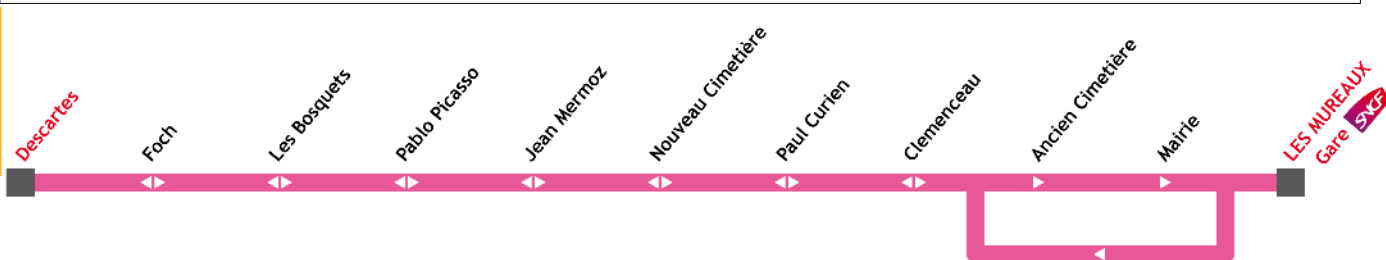 Descartes
Foch
Les Bosquets
Pablo Picasso
Jean Mermoz
Nouveau Cimetière
Paul Curien
Clemenceau
Ancien Cimetière
Mairie
LES MUREAUX
Gare SNCF